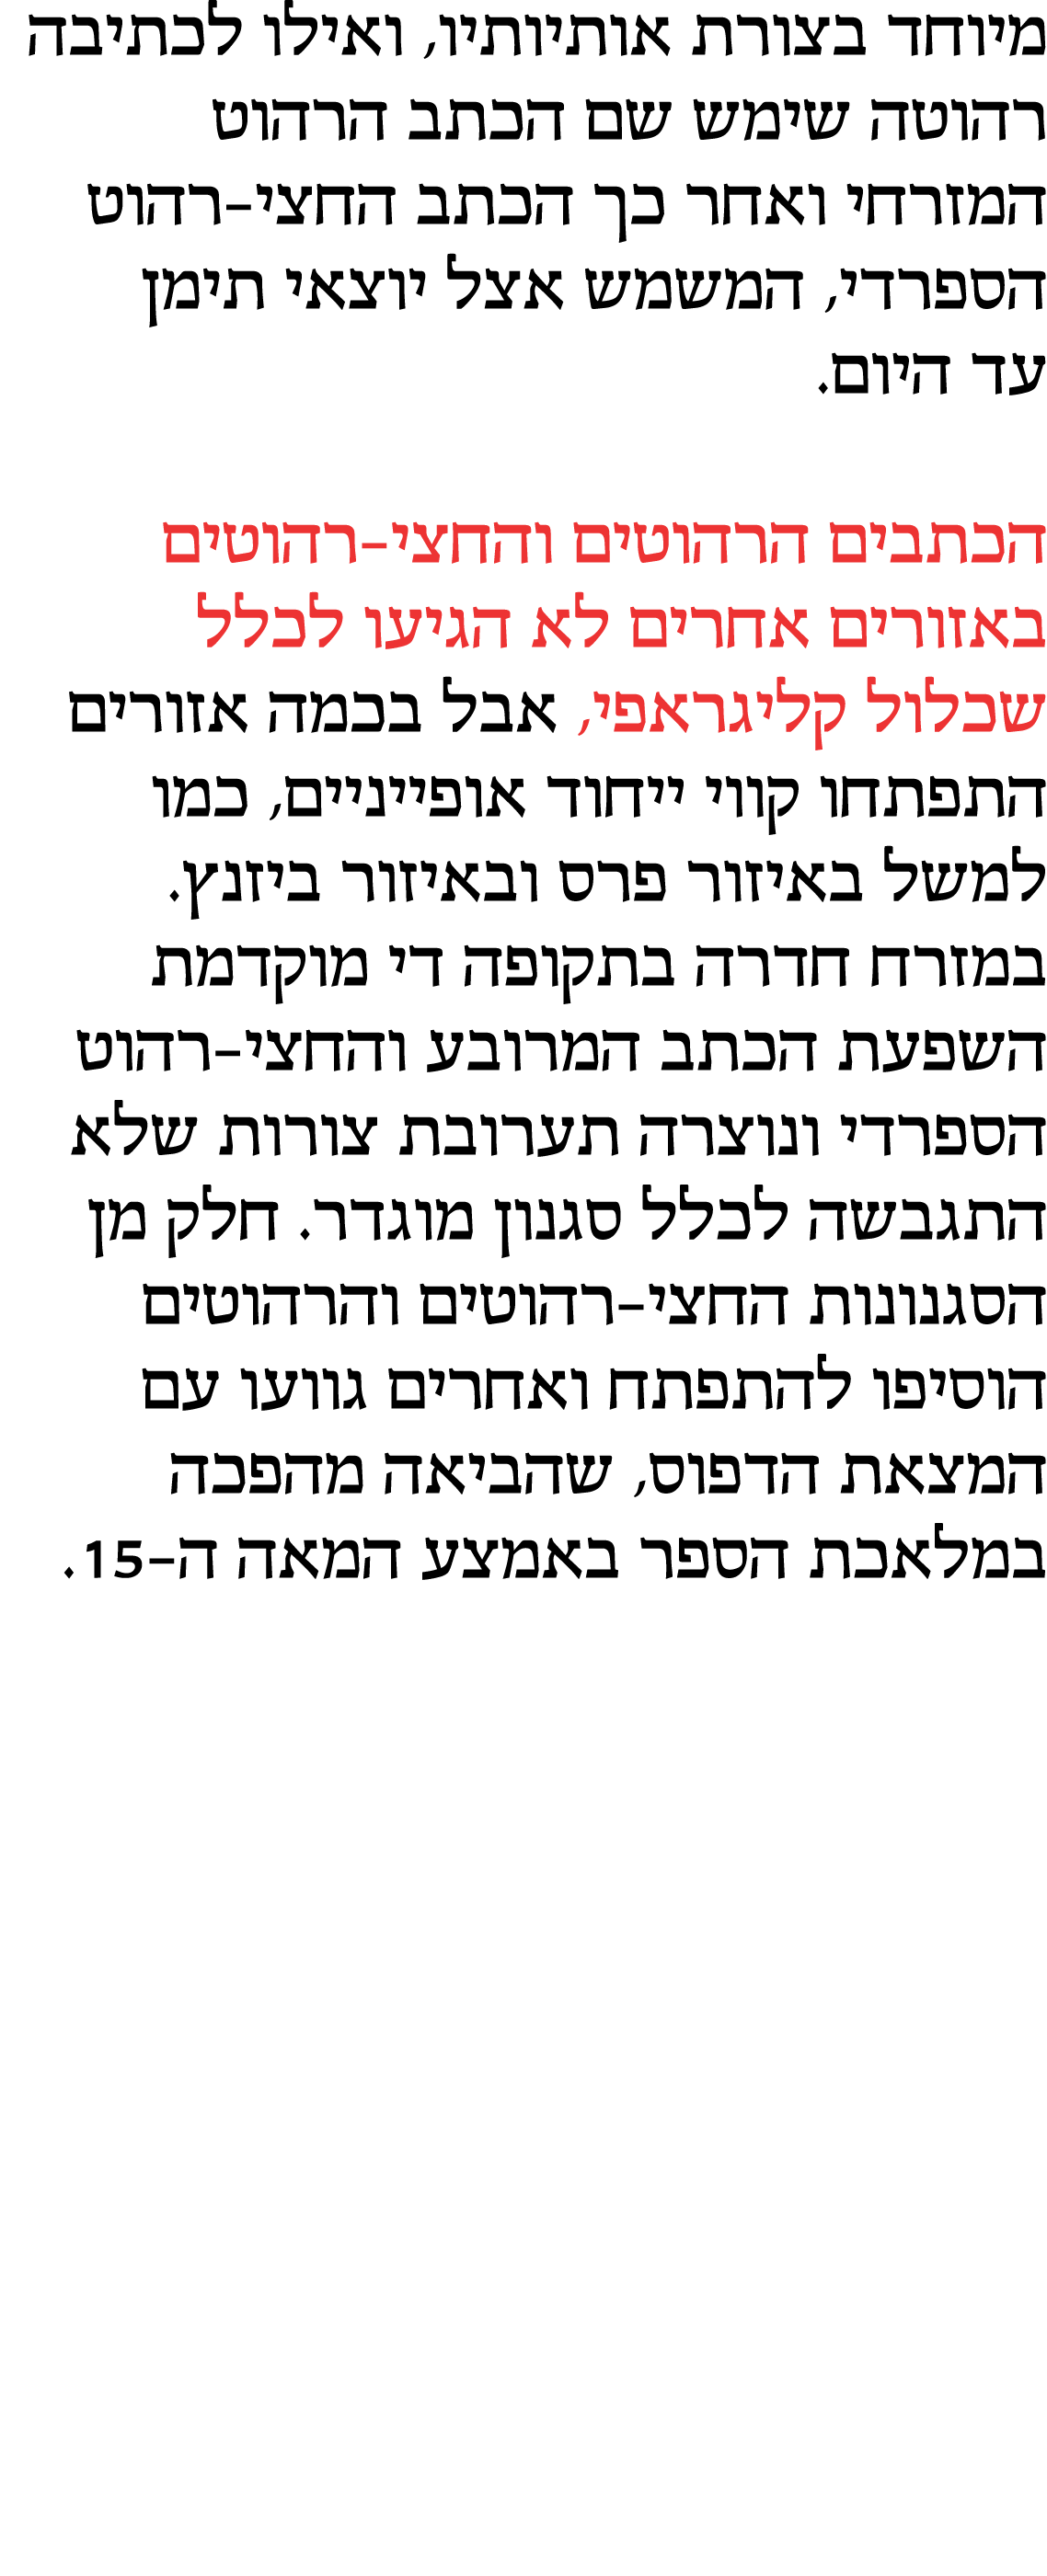 מיוחד בצורת אותיותיו, ואילו לכתיבה
רהוטה שימש שם הכתב הרהוט
המזרחי ואחר כך הכתב החצי-רהוט
הספרדי, המשמש אצל יוצאי תימן
עד היום.
הכתבים הרהוטים והחצי-רהוטים
באזורים אחרים לא הגיעו לכלל
שכלול קליגראפי, אבל בכמה אזורים
התפתחו קווי ייחוד אופייניים, כמו
למשל באיזור פרס ובאיזור ביזנץ.
במזרח חדרה בתקופה די מוקדמת
השפעת הכתב המרובע והחצי-רהוט
הספרדי ונוצרה תערובת צורות שלא
התגבשה לכלל סגנון מוגדר. חלק מן
הסגנונות החצי-רהוטים והרהוטים
הוסיפו להתפתח ואחרים גוועו עם
המצאת הדפוס, שהביאה מהפכה
במלאכת הספר באמצע המאה ה-15.